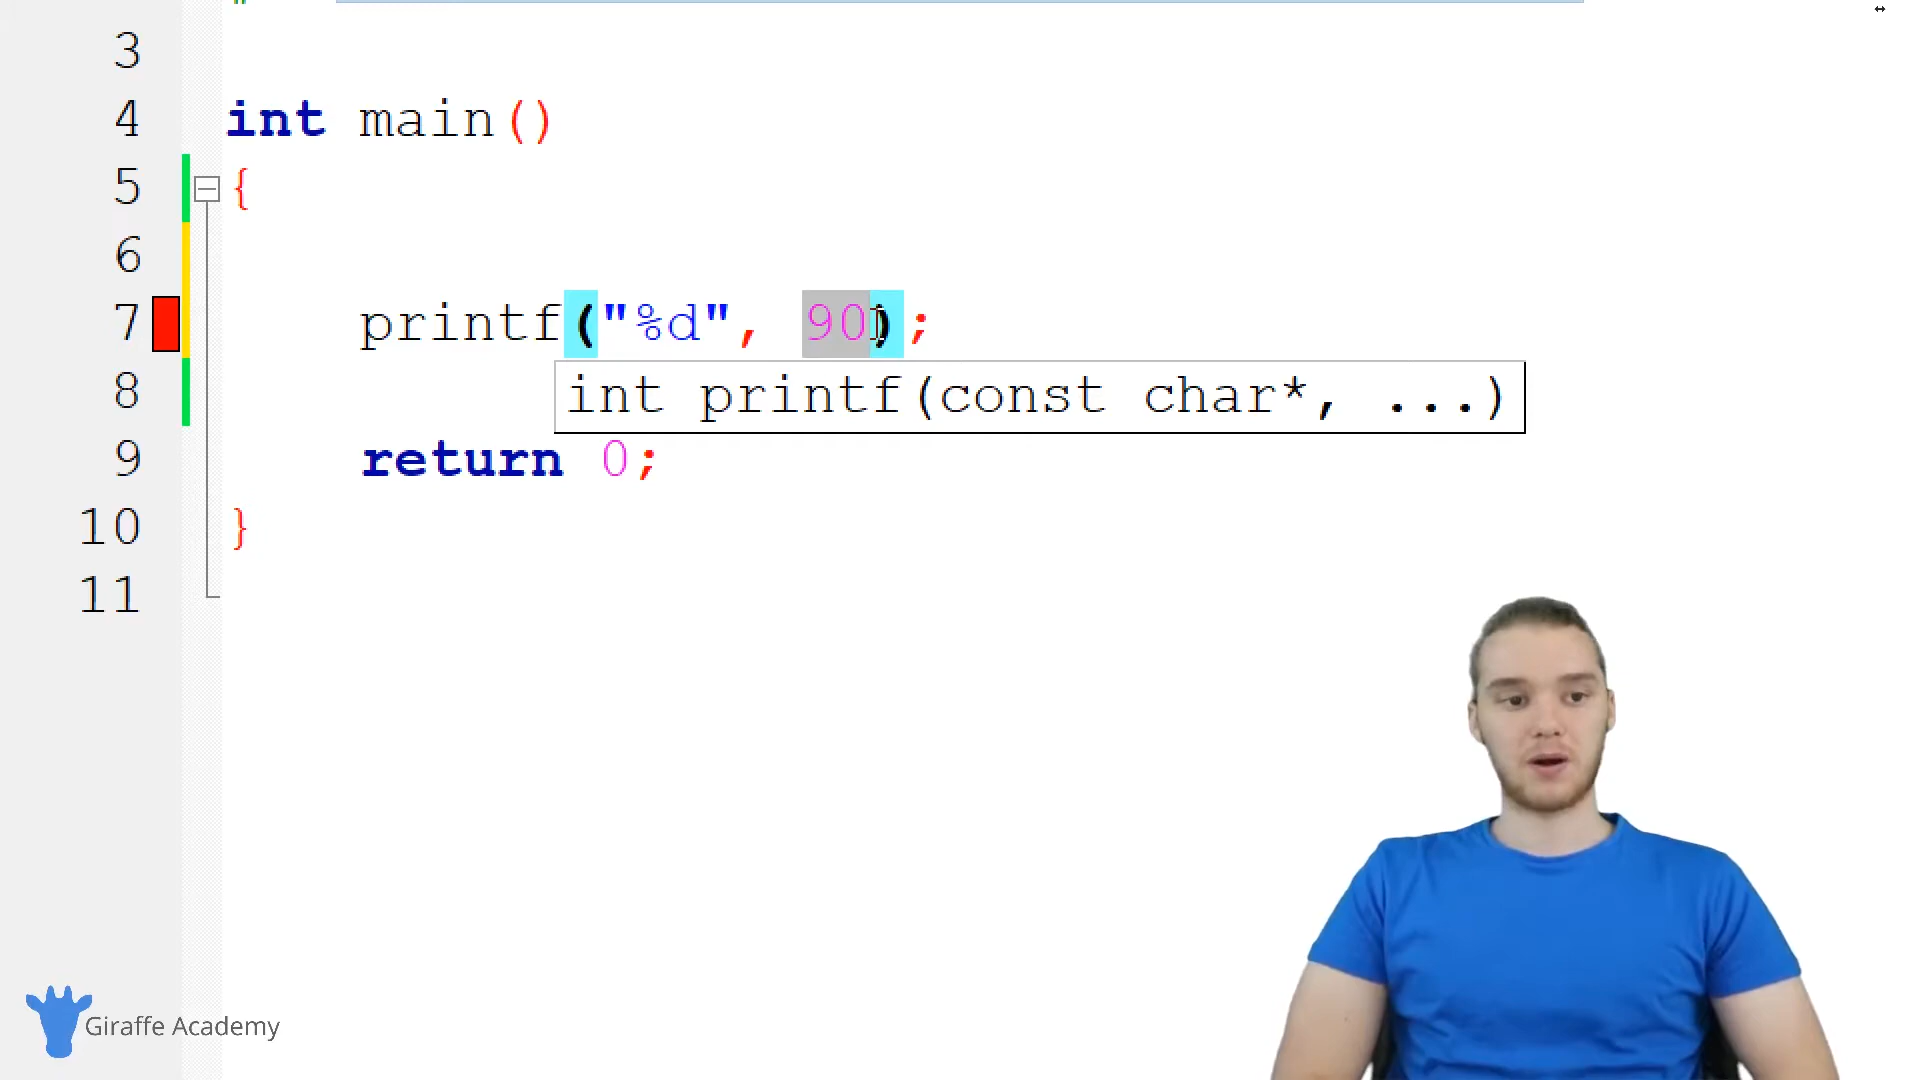 3
4 int main()
5 {
6
7 printf("%d", 90);
8 int printf(const char*, ...)
9 return 0;
10 }
11
Giraffe Academy